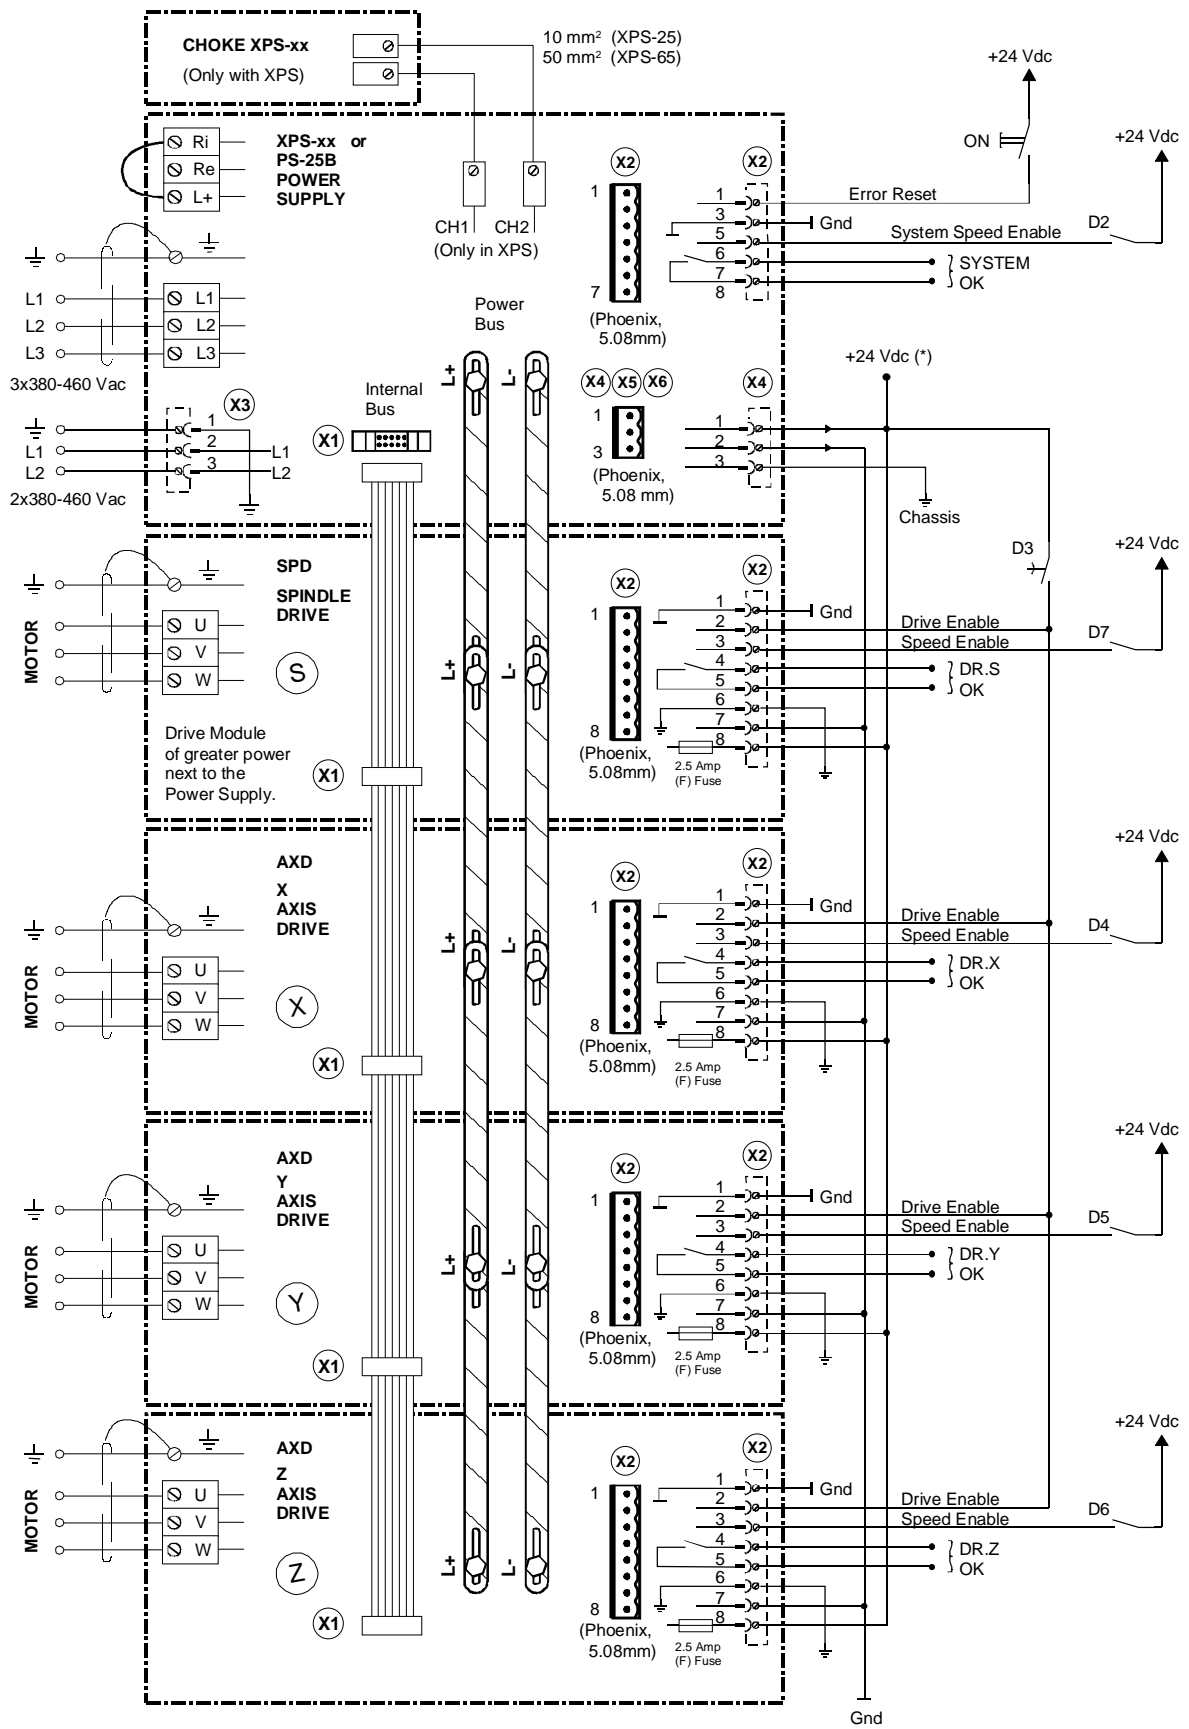 CHOKE XPS-xx
(Only with XPS)
10 mm² (XPS-25)
50 mm² (XPS-65)
+24 Vdc
ON
+24 Vdc
Ri
Re
L+
XPS-xx or
PS-25B
POWER
SUPPLY
CH1 CH2
(Only in XPS)
X2
1
7
(Phoenix,
5.08mm)
X2
1
3
5
6
7
8
Error Reset
Gnd
System Speed Enable
D2
SYSTEM
OK
L1
L2
L3
L1
L2
L3
3x380-460 Vac
Power
Bus
L+
L-
+24 Vdc (*)
X3
1
2
3
L1
L2
L1
L2
2x380-460 Vac
Internal
Bus
X1
X4 X5 X6
1
3
(Phoenix,
5.08 mm)
X4
1
2
3
Chassis
D3
+24 Vdc
SPD
SPINDLE
DRIVE
S
MOTOR
U
V
W
Drive Module
of greater power
next to the
Power Supply.
X1
L+
L-
X2
1
8
(Phoenix,
5.08mm)
X2
1
2
3
4
5
6
7
8
2.5 Amp
(F) Fuse
Gnd
Drive Enable
Speed Enable
D7
DR.S
OK
+24 Vdc
AXD
X
AXIS
DRIVE
X
MOTOR
U
V
W
X1
L+
L-
X2
1
8
(Phoenix,
5.08mm)
X2
1
2
3
4
5
6
7
8
2.5 Amp
(F) Fuse
Gnd
Drive Enable
Speed Enable
D4
DR.X
OK
+24 Vdc
AXD
Y
AXIS
DRIVE
Y
MOTOR
U
V
W
X1
L+
L-
X2
1
8
(Phoenix,
5.08mm)
X2
1
2
3
4
5
6
7
8
2.5 Amp
(F) Fuse
Gnd
Drive Enable
Speed Enable
D5
DR.Y
OK
+24 Vdc
AXD
Z
AXIS
DRIVE
Z
MOTOR
U
V
W
X1
L+
L-
X2
1
8
(Phoenix,
5.08mm)
X2
1
2
3
4
5
6
7
8
2.5 Amp
(F) Fuse
Gnd
Drive Enable
Speed Enable
D6
DR.Z
OK
Gnd